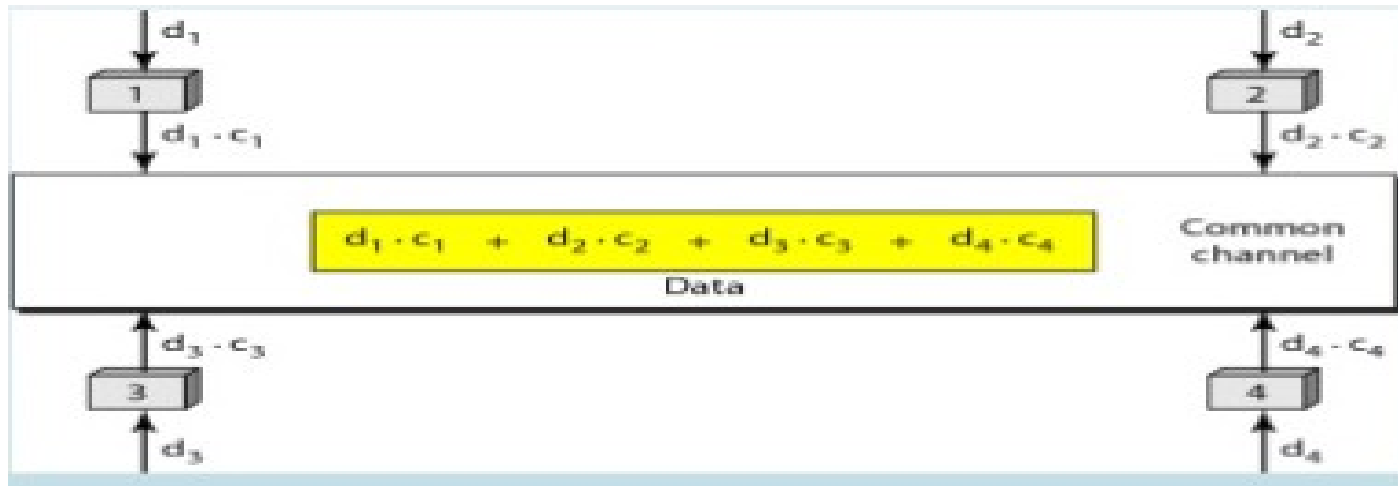 d₁ d₂
1 2
d₁ · c₁ d₂ · c₂
d₁ · c₁ + d₂ · c₂ + d₃ · c₃ + d₄ · c₄
Common
channel
Data
d₃ · c₃ d₄ · c₄
3 4
d₃ d₄